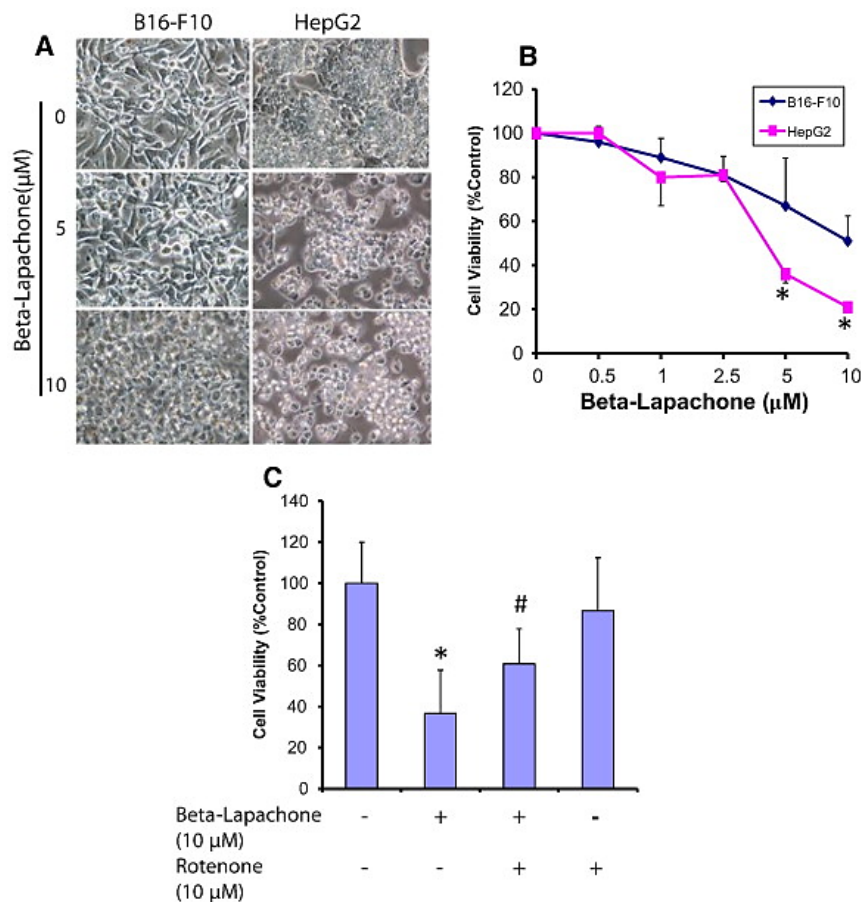 A
B16-F10
HepG2
0
5
10
Beta-Lapachone(μM)
B
120
100
80
60
40
20
0
Cell Viability (%Control)
B16-F10
HepG2
*
*
0
0.5
1
2.5
5
10
Beta-Lapachone (μM)
C
140
120
100
80
60
40
20
0
Cell Viability (%Control)
*
#
Beta-Lapachone - + + -
(10 μM)
Rotenone - - + +
(10 μM)